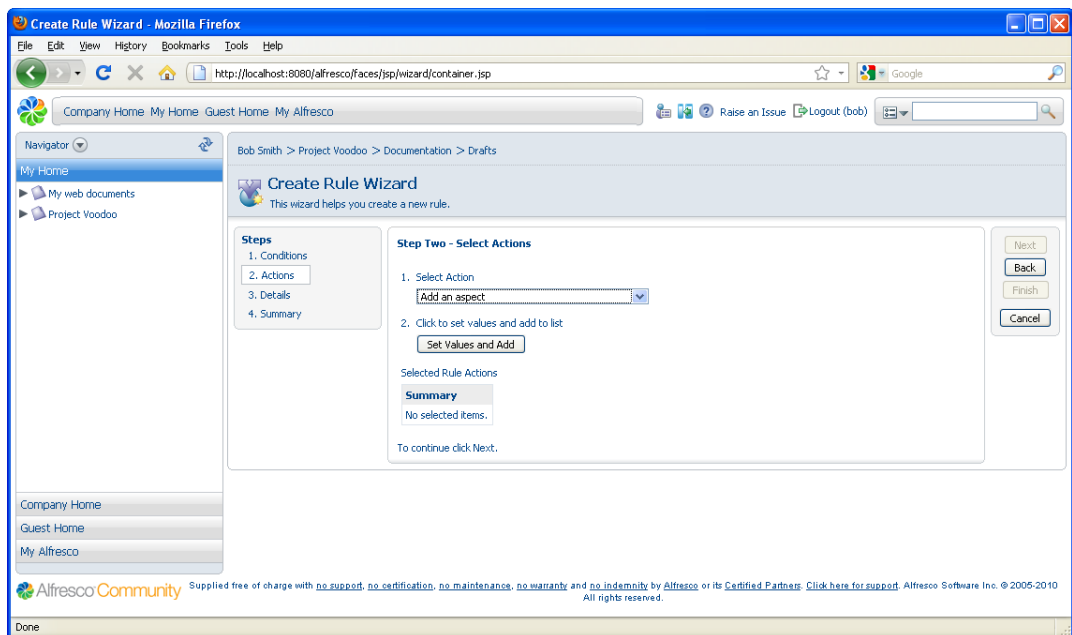 Create Rule Wizard - Mozilla Firefox
File Edit View History Bookmarks Tools Help
http://localhost:8080/alfresco/faces/jsp/wizard/container.jsp
Google
Company Home My Home Guest Home My Alfresco
Raise an Issue Logout (bob)
Navigator
My Home
My web documents
Project Voodoo
Company Home
Guest Home
My Alfresco
Bob Smith > Project Voodoo > Documentation > Drafts
Create Rule Wizard
This wizard helps you create a new rule.
Steps
1. Conditions
2. Actions
3. Details
4. Summary
Step Two - Select Actions
1. Select Action
Add an aspect
2. Click to set values and add to list
Set Values and Add
Selected Rule Actions
Summary
No selected items.
To continue click Next.
Next
Back
Finish
Cancel
Alfresco Community
Supplied free of charge with no support, no certification, no maintenance, no warranty and no indemnity by Alfresco or its Certified Partners. Click here for support. Alfresco Software Inc. © 2005-2010
All rights reserved.
Done